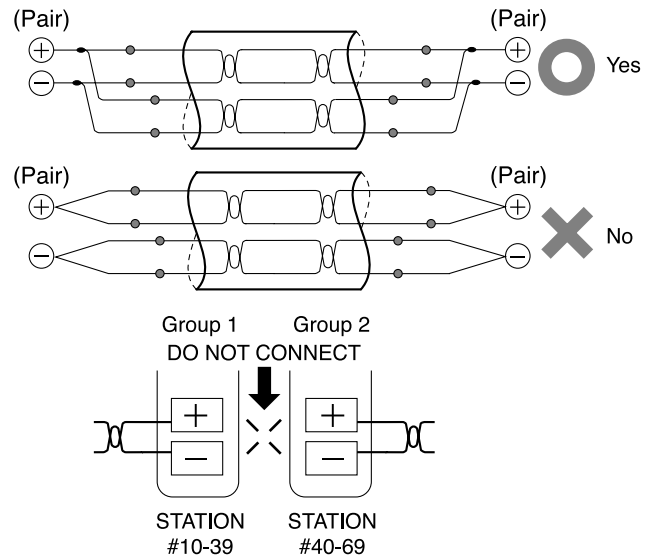 (Pair) (Pair)
+ +
− −
Yes
(Pair) (Pair)
+ +
− −
No
Group 1 Group 2
DO NOT CONNECT
+ +
− −
STATION STATION
#10-39 #40-69